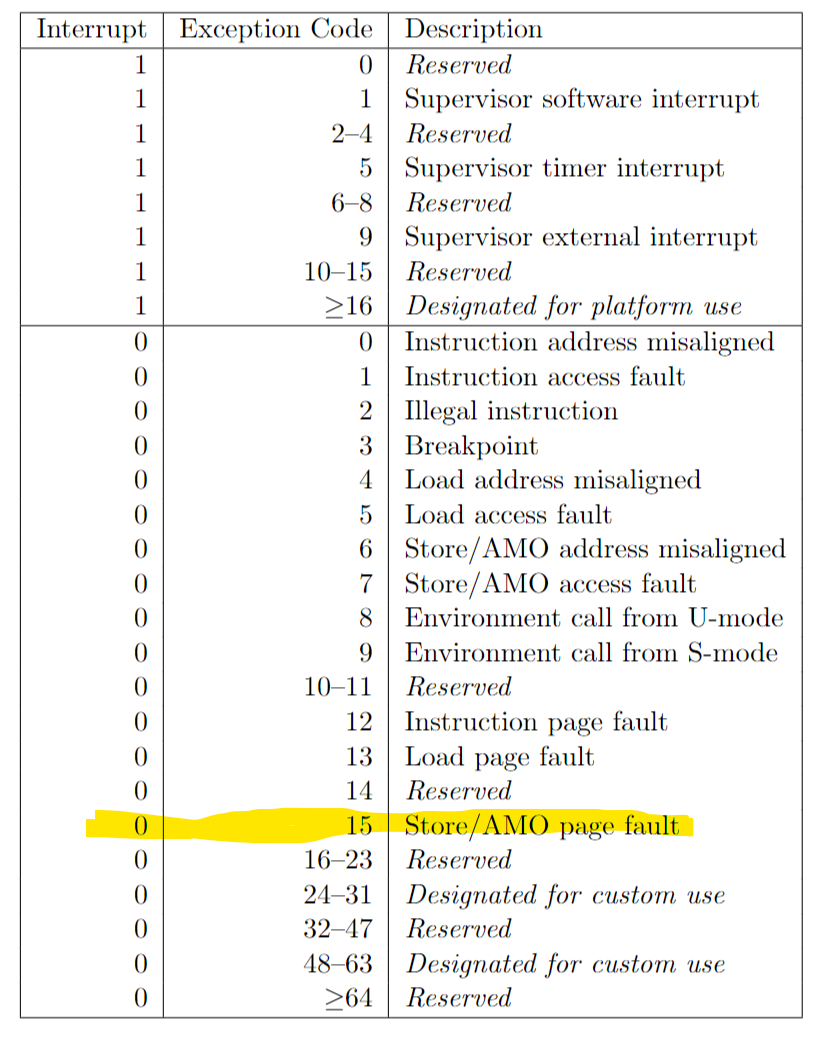 Interrupt Exception Code Description
1 0 Reserved
1 1 Supervisor software interrupt
1 2–4 Reserved
1 5 Supervisor timer interrupt
1 6–8 Reserved
1 9 Supervisor external interrupt
1 10–15 Reserved
1 ≥16 Designated for platform use
0 0 Instruction address misaligned
0 1 Instruction access fault
0 2 Illegal instruction
0 3 Breakpoint
0 4 Load address misaligned
0 5 Load access fault
0 6 Store/AMO address misaligned
0 7 Store/AMO access fault
0 8 Environment call from U-mode
0 9 Environment call from S-mode
0 10–11 Reserved
0 12 Instruction page fault
0 13 Load page fault
0 14 Reserved
0 15 Store/AMO page fault
0 16–23 Reserved
0 24–31 Designated for custom use
0 32–47 Reserved
0 48–63 Designated for custom use
0 ≥64 Reserved